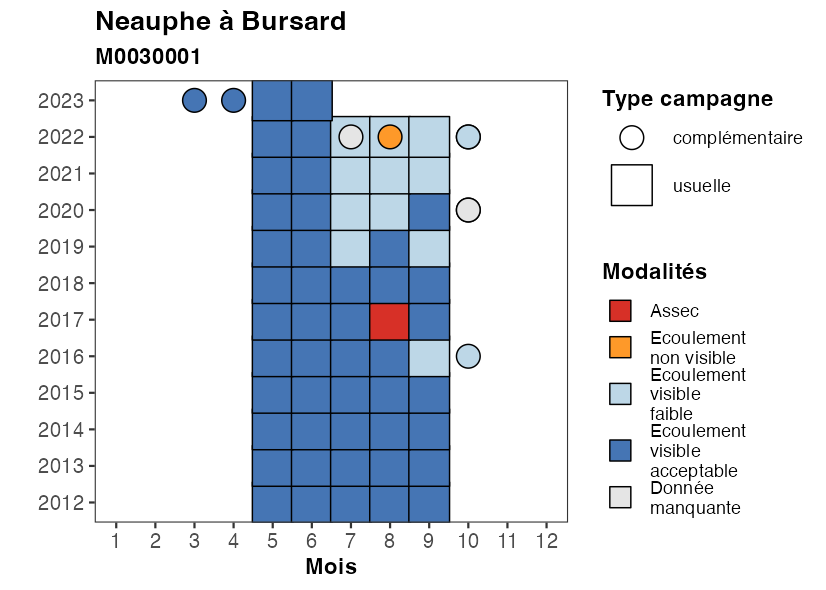 Neauphe à Bursard
M0030001
2023
2022
2021
2020
2019
2018
2017
2016
2015
2014
2013
2012
1 2 3 4 5 6 7 8 9 10 11 12
Mois
Type campagne
complémentaire
usuelle
Modalités
Assec
Ecoulement
non visible
Ecoulement
visible
faible
Ecoulement
visible
acceptable
Donnée
manquante